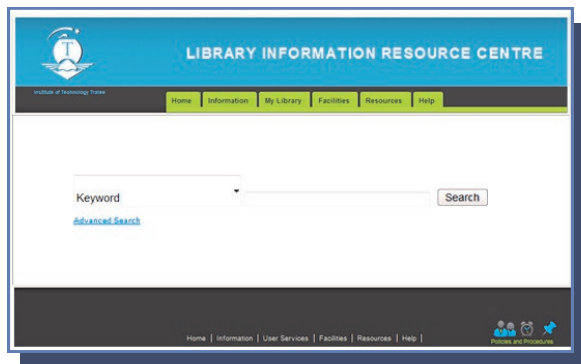 T
LIBRARY INFORMATION RESOURCE CENTRE
Institute of Technology Tralee
Home Information My Library Facilities Resources Help
Keyword Search
Advanced Search
Home | Information | User Services | Facilities | Resources | Help |
Policies and Procedures